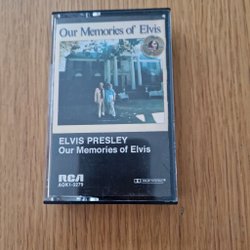 Our Memories of Elvis
ELVIS PRESLEY
Our Memories of Elvis
RCA
AQK1-3279